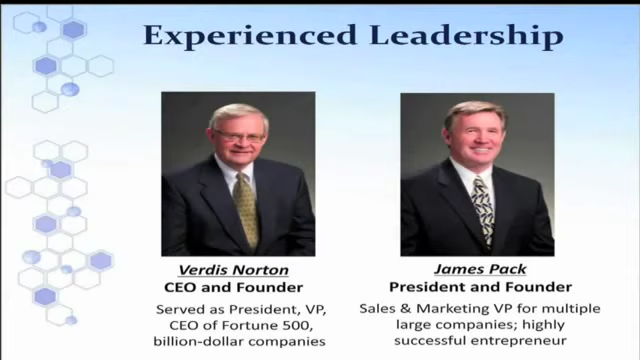 Experienced Leadership
Verdis Norton
CEO and Founder
Served as President, VP,
CEO of Fortune 500,
billion-dollar companies
James Pack
President and Founder
Sales & Marketing VP for multiple
large companies; highly
successful entrepreneur